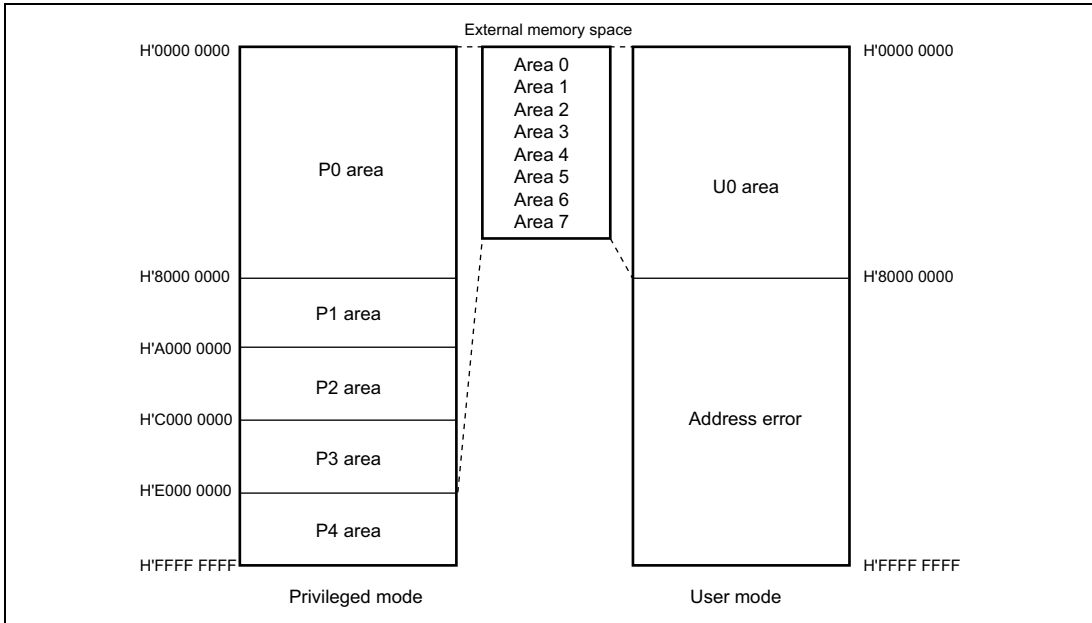 External memory space
H'0000 0000
H'0000 0000
Area 0
Area 1
Area 2
Area 3
Area 4
Area 5
Area 6
Area 7
P0 area
U0 area
H'8000 0000
H'8000 0000
P1 area
H'A000 0000
P2 area
H'C000 0000
Address error
P3 area
H'E000 0000
P4 area
H'FFFF FFFF
H'FFFF FFFF
Privileged mode
User mode